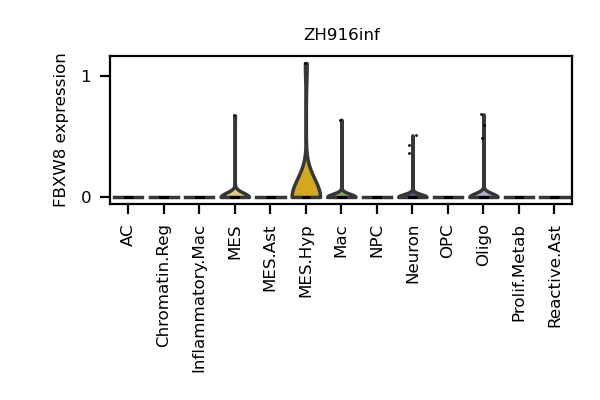 ZH916inf
FBXW8 expression
1
0
AC
Chromatin.Reg
Inflammatory.Mac
MES
MES.Ast
MES.Hyp
Mac
NPC
Neuron
OPC
Oligo
Prolif.Metab
Reactive.Ast